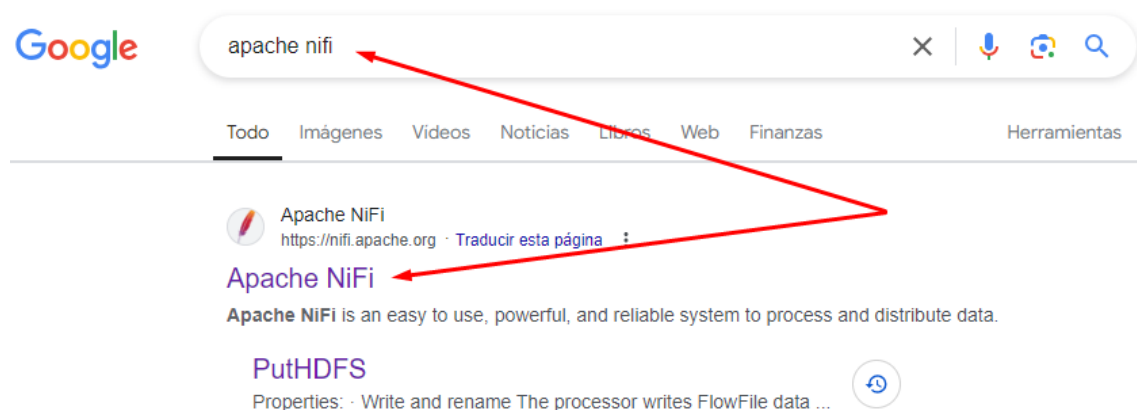 Google
apache nifi
Todo Imágenes Videos Noticias Libros Web Finanzas Herramientas
Apache NiFi
https://nifi.apache.org · Traducir esta página
Apache NiFi
Apache NiFi is an easy to use, powerful, and reliable system to process and distribute data.
PutHDFS
Properties: · Write and rename The processor writes FlowFile data ...